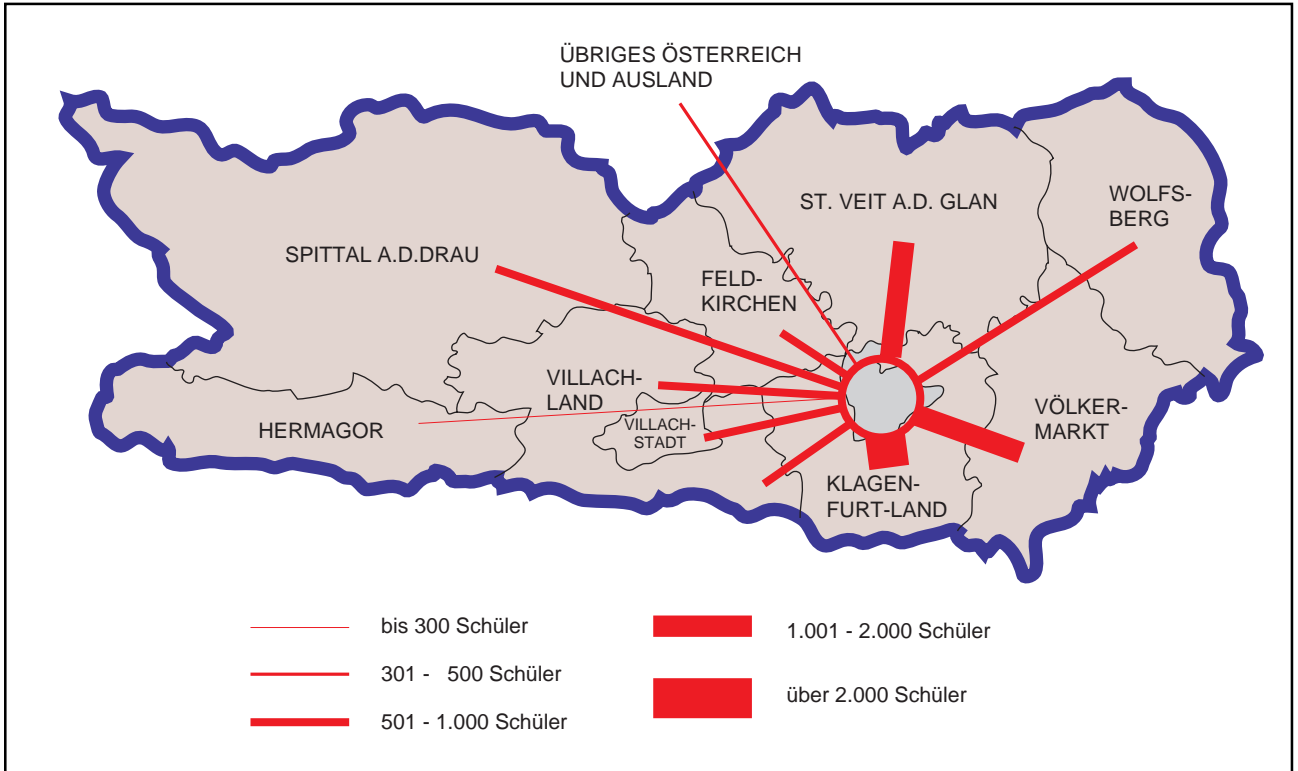 ÜBRIGES ÖSTERREICH
UND AUSLAND
ST. VEIT A.D. GLAN
WOLFS-
BERG
SPITTAL A.D.DRAU
FELD-
KIRCHEN
VILLACH-
LAND
HERMAGOR
VILLACH-
STADT
VÖLKER-
MARKT
KLAGEN-
FURT-LAND
bis 300 Schüler
301 - 500 Schüler
501 - 1.000 Schüler
1.001 - 2.000 Schüler
über 2.000 Schüler